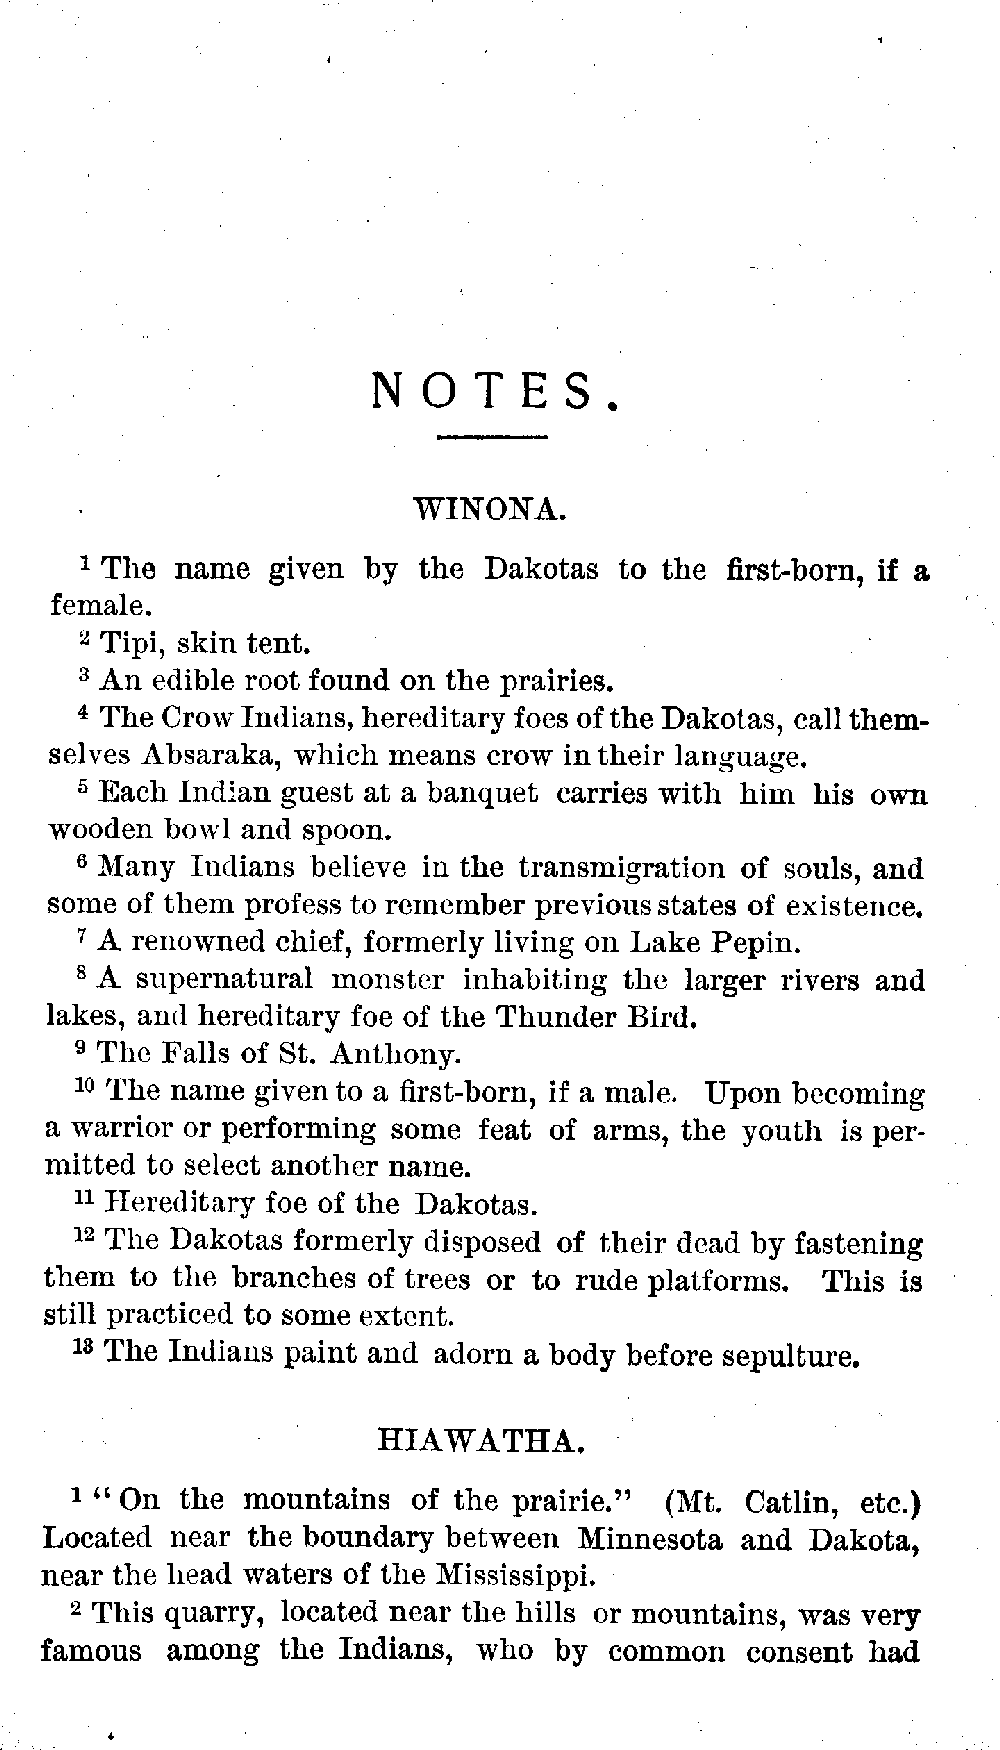 NOTES.
WINONA.
¹ The name given by the Dakotas to the first-born, if a
female.
² Tipi, skin tent.
³ An edible root found on the prairies.
⁴ The Crow Indians, hereditary foes of the Dakotas, call them-
selves Absaraka, which means crow in their language.
⁵ Each Indian guest at a banquet carries with him his own
wooden bowl and spoon.
⁶ Many Indians believe in the transmigration of souls, and
some of them profess to remember previous states of existence.
⁷ A renowned chief, formerly living on Lake Pepin.
⁸ A supernatural monster inhabiting the larger rivers and
lakes, and hereditary foe of the Thunder Bird.
⁹ The Falls of St. Anthony.
¹⁰ The name given to a first-born, if a male. Upon becoming
a warrior or performing some feat of arms, the youth is per-
mitted to select another name.
¹¹ Hereditary foe of the Dakotas.
¹² The Dakotas formerly disposed of their dead by fastening
them to the branches of trees or to rude platforms. This is
still practiced to some extent.
¹³ The Indians paint and adorn a body before sepulture.
HIAWATHA.
¹ "On the mountains of the prairie." (Mt. Catlin, etc.)
Located near the boundary between Minnesota and Dakota,
near the head waters of the Mississippi.
² This quarry, located near the hills or mountains, was very
famous among the Indians, who by common consent had